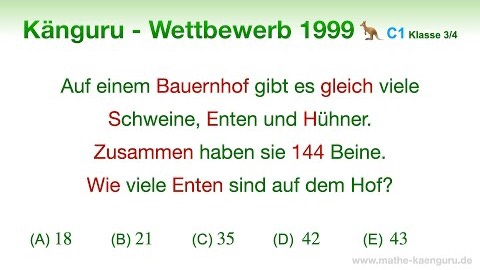 Känguru - Wettbewerb 1999 🦘 C1 Klasse 3/4
Auf einem Bauernhof gibt es gleich viele
Schweine, Enten und Hühner.
Zusammen haben sie 144 Beine.
Wie viele Enten sind auf dem Hof?
(A) 18 (B) 21 (C) 35 (D) 42 (E) 43
www.mathe-kaenguru.de